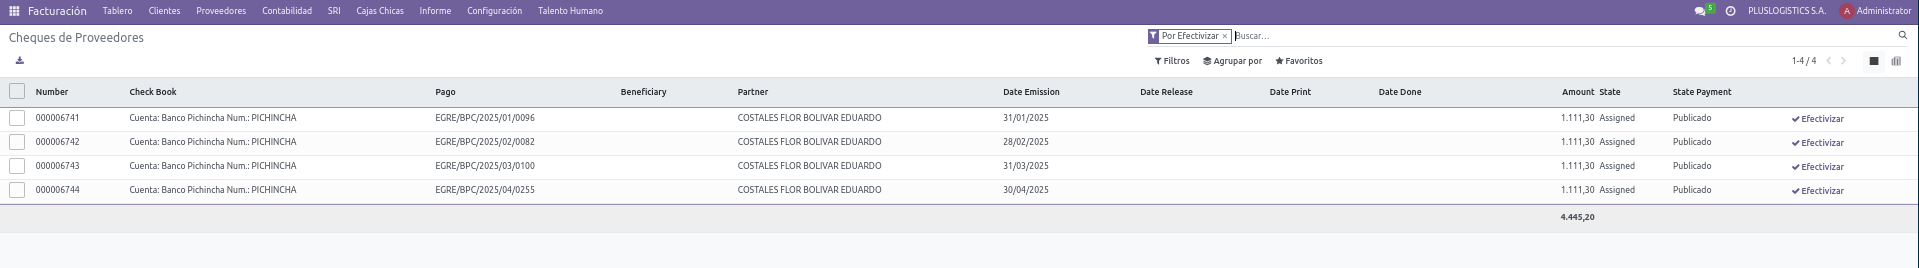 Facturación Tablero Clientes Proveedores Contabilidad SRI Cajas Chicas Informe Configuración Talento Humano 5 PLUSLOGISTICS S.A. A Administrator
Cheques de Proveedores Por Efectivizar × Buscar...
Filtros Agrupar por Favoritos 1-4 / 4
Number Check Book Pago Beneficiary Partner Date Emission Date Release Date Print Date Done Amount State State Payment
000006741 Cuenta: Banco Pichincha Num.: PICHINCHA EGRE/BPC/2025/01/0096 COSTALES FLOR BOLIVAR EDUARDO 31/01/2025 1.111,30 Assigned Publicado Efectivizar
000006742 Cuenta: Banco Pichincha Num.: PICHINCHA EGRE/BPC/2025/02/0082 COSTALES FLOR BOLIVAR EDUARDO 28/02/2025 1.111,30 Assigned Publicado Efectivizar
000006743 Cuenta: Banco Pichincha Num.: PICHINCHA EGRE/BPC/2025/03/0100 COSTALES FLOR BOLIVAR EDUARDO 31/03/2025 1.111,30 Assigned Publicado Efectivizar
000006744 Cuenta: Banco Pichincha Num.: PICHINCHA EGRE/BPC/2025/04/0255 COSTALES FLOR BOLIVAR EDUARDO 30/04/2025 1.111,30 Assigned Publicado Efectivizar
4.445,20